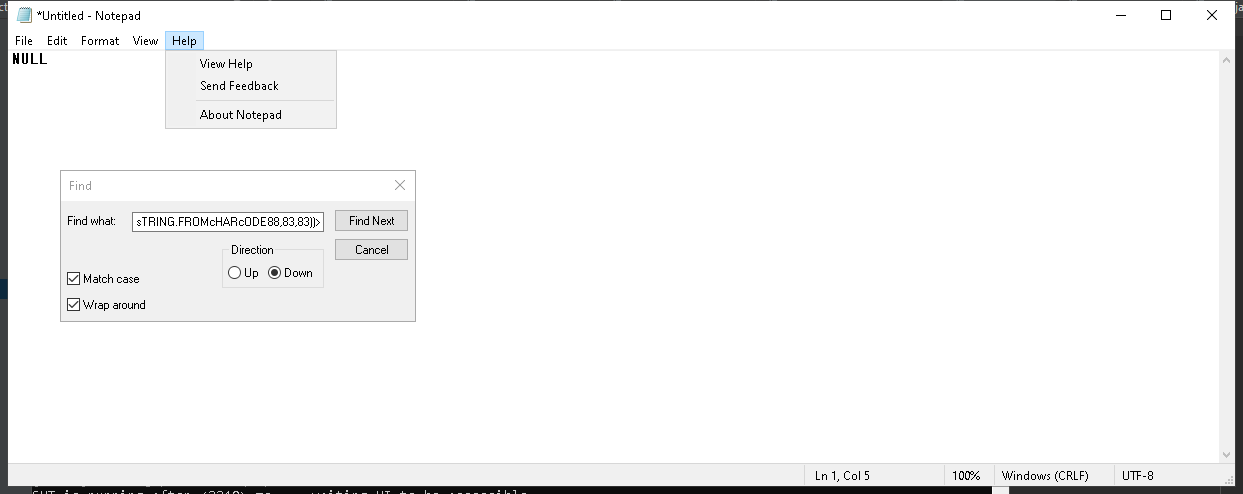 *Untitled - Notepad
File Edit Format View Help
NULL
View Help
Send Feedback
About Notepad
Find
Find what: sTRING.FROMcHARcODE88,83,83))> Find Next
Direction Cancel
Up Down
Match case
Wrap around
Ln 1, Col 5 100% Windows (CRLF) UTF-8